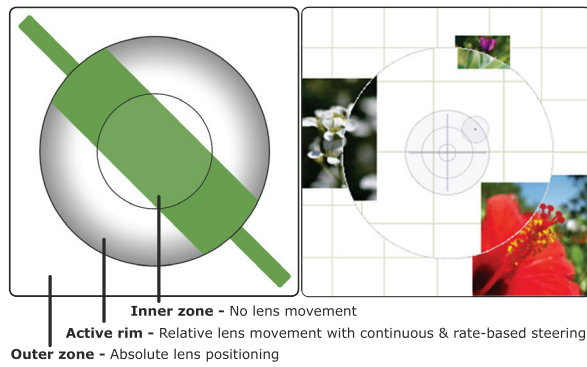 Inner zone - No lens movement
Active rim - Relative lens movement with continuous & rate-based steering
Outer zone - Absolute lens positioning